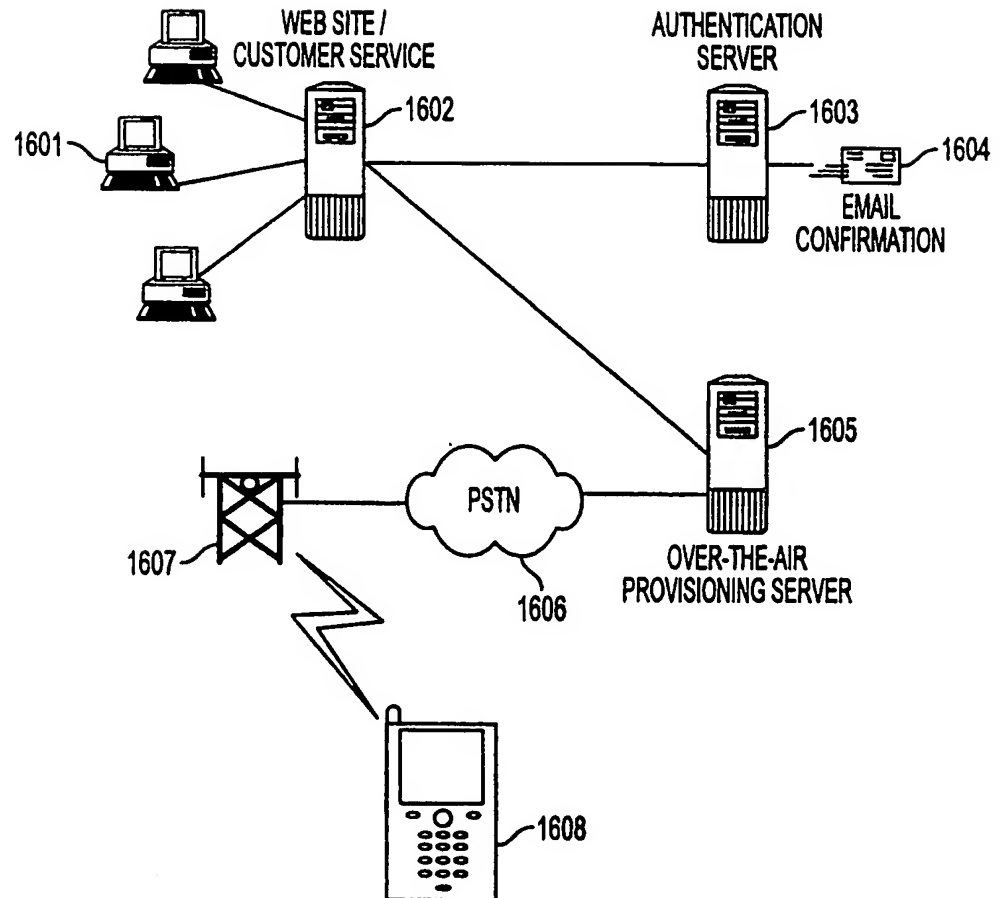 WEB SITE /
CUSTOMER SERVICE
AUTHENTICATION
SERVER
1601
1602
1603
1604
EMAIL
CONFIRMATION
1605
PSTN
1607
1606
OVER-THE-AIR
PROVISIONING SERVER
1608